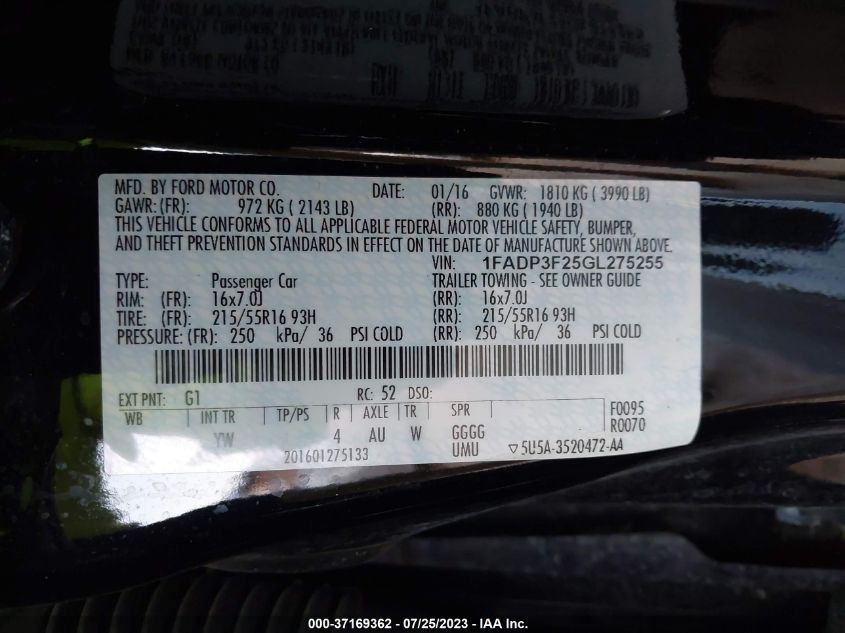 MFD. BY FORD MOTOR CO. DATE: 01/16 GVWR: 1810 KG ( 3990 LB)
GAWR: (FR): 972 KG ( 2143 LB) (RR): 880 KG ( 1940 LB)
THIS VEHICLE CONFORMS TO ALL APPLICABLE FEDERAL MOTOR VEHICLE SAFETY, BUMPER,
AND THEFT PREVENTION STANDARDS IN EFFECT ON THE DATE OF MANUFACTURE SHOWN ABOVE.
VIN: 1FADP3F25GL275255
TYPE: Passenger Car TRAILER TOWING - SEE OWNER GUIDE
RIM: (FR): 16x7.0J (RR): 16x7.0J
TIRE: (FR): 215/55R16 93H (RR): 215/55R16 93H
PRESSURE: (FR): 250 kPa/ 36 PSI COLD (RR): 250 kPa/ 36 PSI COLD
EXT PNT: G1 RC: 52 DSO:
WB INT TR TP/PS R AXLE TR SPR F0095
R0070
YW 4 AU W GGGG
201601275133 UMU ▽5U5A-3520472-AA
000-37169362 - 07/25/2023 - IAA Inc.